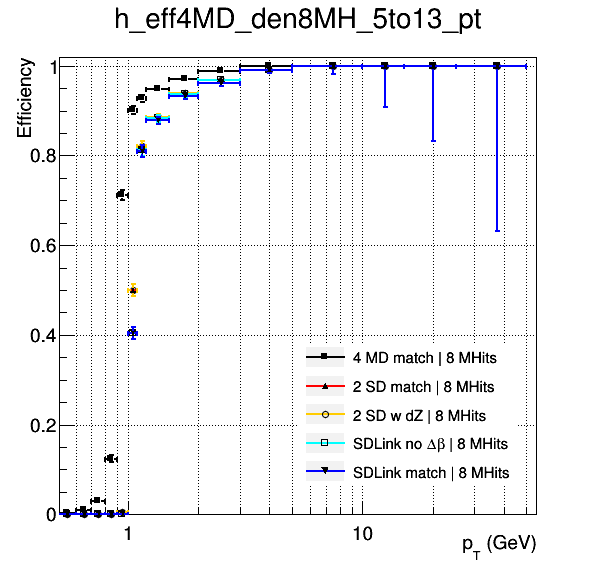 h_eff4MD_den8MH_5to13_pt
Efficiency
1
0.8
0.6
0.4
0.2
0
4 MD match | 8 MHits
2 SD match | 8 MHits
2 SD w dZ | 8 MHits
SDLink no Δβ | 8 MHits
SDLink match | 8 MHits
1
10
p_T (GeV)